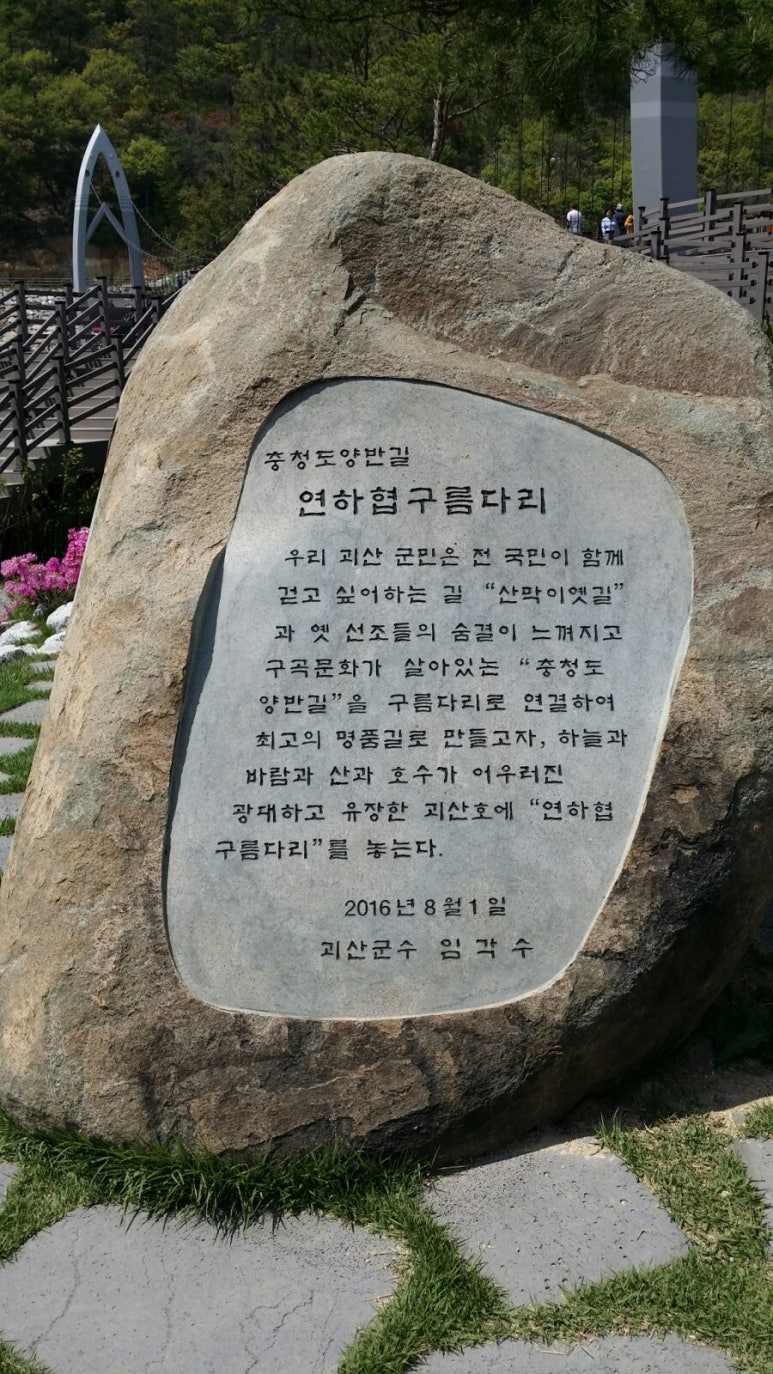 충청도양반길
연하협구름다리
우리 괴산 군민은 전 국민이 함께
걷고 싶어하는 길 “산막이옛길”
과 옛 선조들의 숨결이 느껴지고
구곡문화가 살아있는 “충청도
양반길”을 구름다리로 연결하여
최고의 명품길로 만들고자, 하늘과
바람과 산과 호수가 어우러진
광대하고 유장한 괴산호에 “연하협
구름다리”를 놓는다.
2016년 8월 1일
괴산군수 임각수